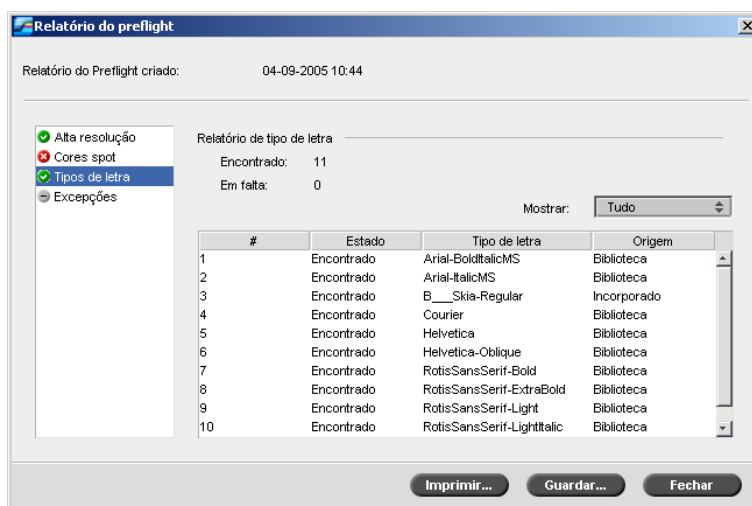 Relatório do preflight
Relatório do Preflight criado: 04-09-2005 10:44
Alta resolução
Cores spot
Tipos de letra
Excepções
Relatório de tipo de letra
Encontrado: 11
Em falta: 0
Mostrar: Tudo
# Estado Tipo de letra Origem
1 Encontrado Arial-BoldItalicMS Biblioteca
2 Encontrado Arial-ItalicMS Biblioteca
3 Encontrado B___Skia-Regular Incorporado
4 Encontrado Courier Biblioteca
5 Encontrado Helvetica Biblioteca
6 Encontrado Helvetica-Oblique Biblioteca
7 Encontrado RotisSansSerif-Bold Biblioteca
8 Encontrado RotisSansSerif-ExtraBold Biblioteca
9 Encontrado RotisSansSerif-Light Biblioteca
10 Encontrado RotisSansSerif-LightItalic Biblioteca
Imprimir... Guardar... Fechar